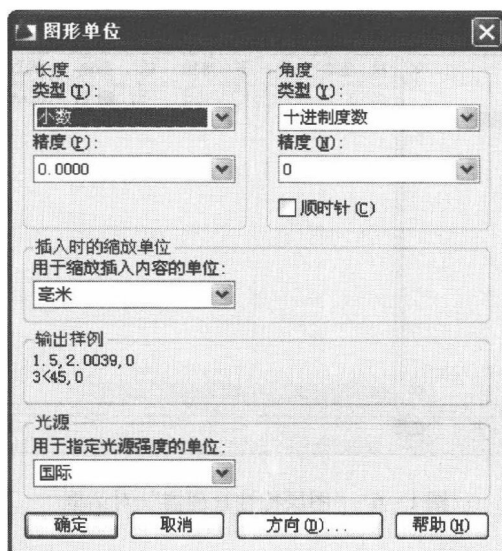 图形单位
长度
类型(T):
小数
精度(P):
0.0000
角度
类型(Y):
十进制度数
精度(N):
0
顺时针(C)
插入时的缩放单位
用于缩放插入内容的单位:
毫米
输出样例
1.5,2.0039,0
3<45,0
光源
用于指定光源强度的单位:
国际
确定 取消 方向(D)... 帮助(H)